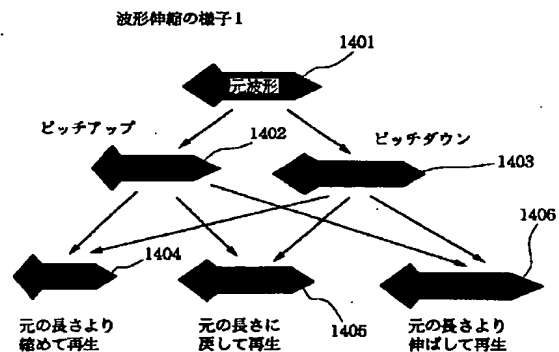 波形伸縮の様子1
1401
元波形
ピッチアップ
1402
ピッチダウン
1403
1404
1405
1406
元の長さより
縮めて再生
元の長さに
戻して再生
元の長さより
伸ばして再生